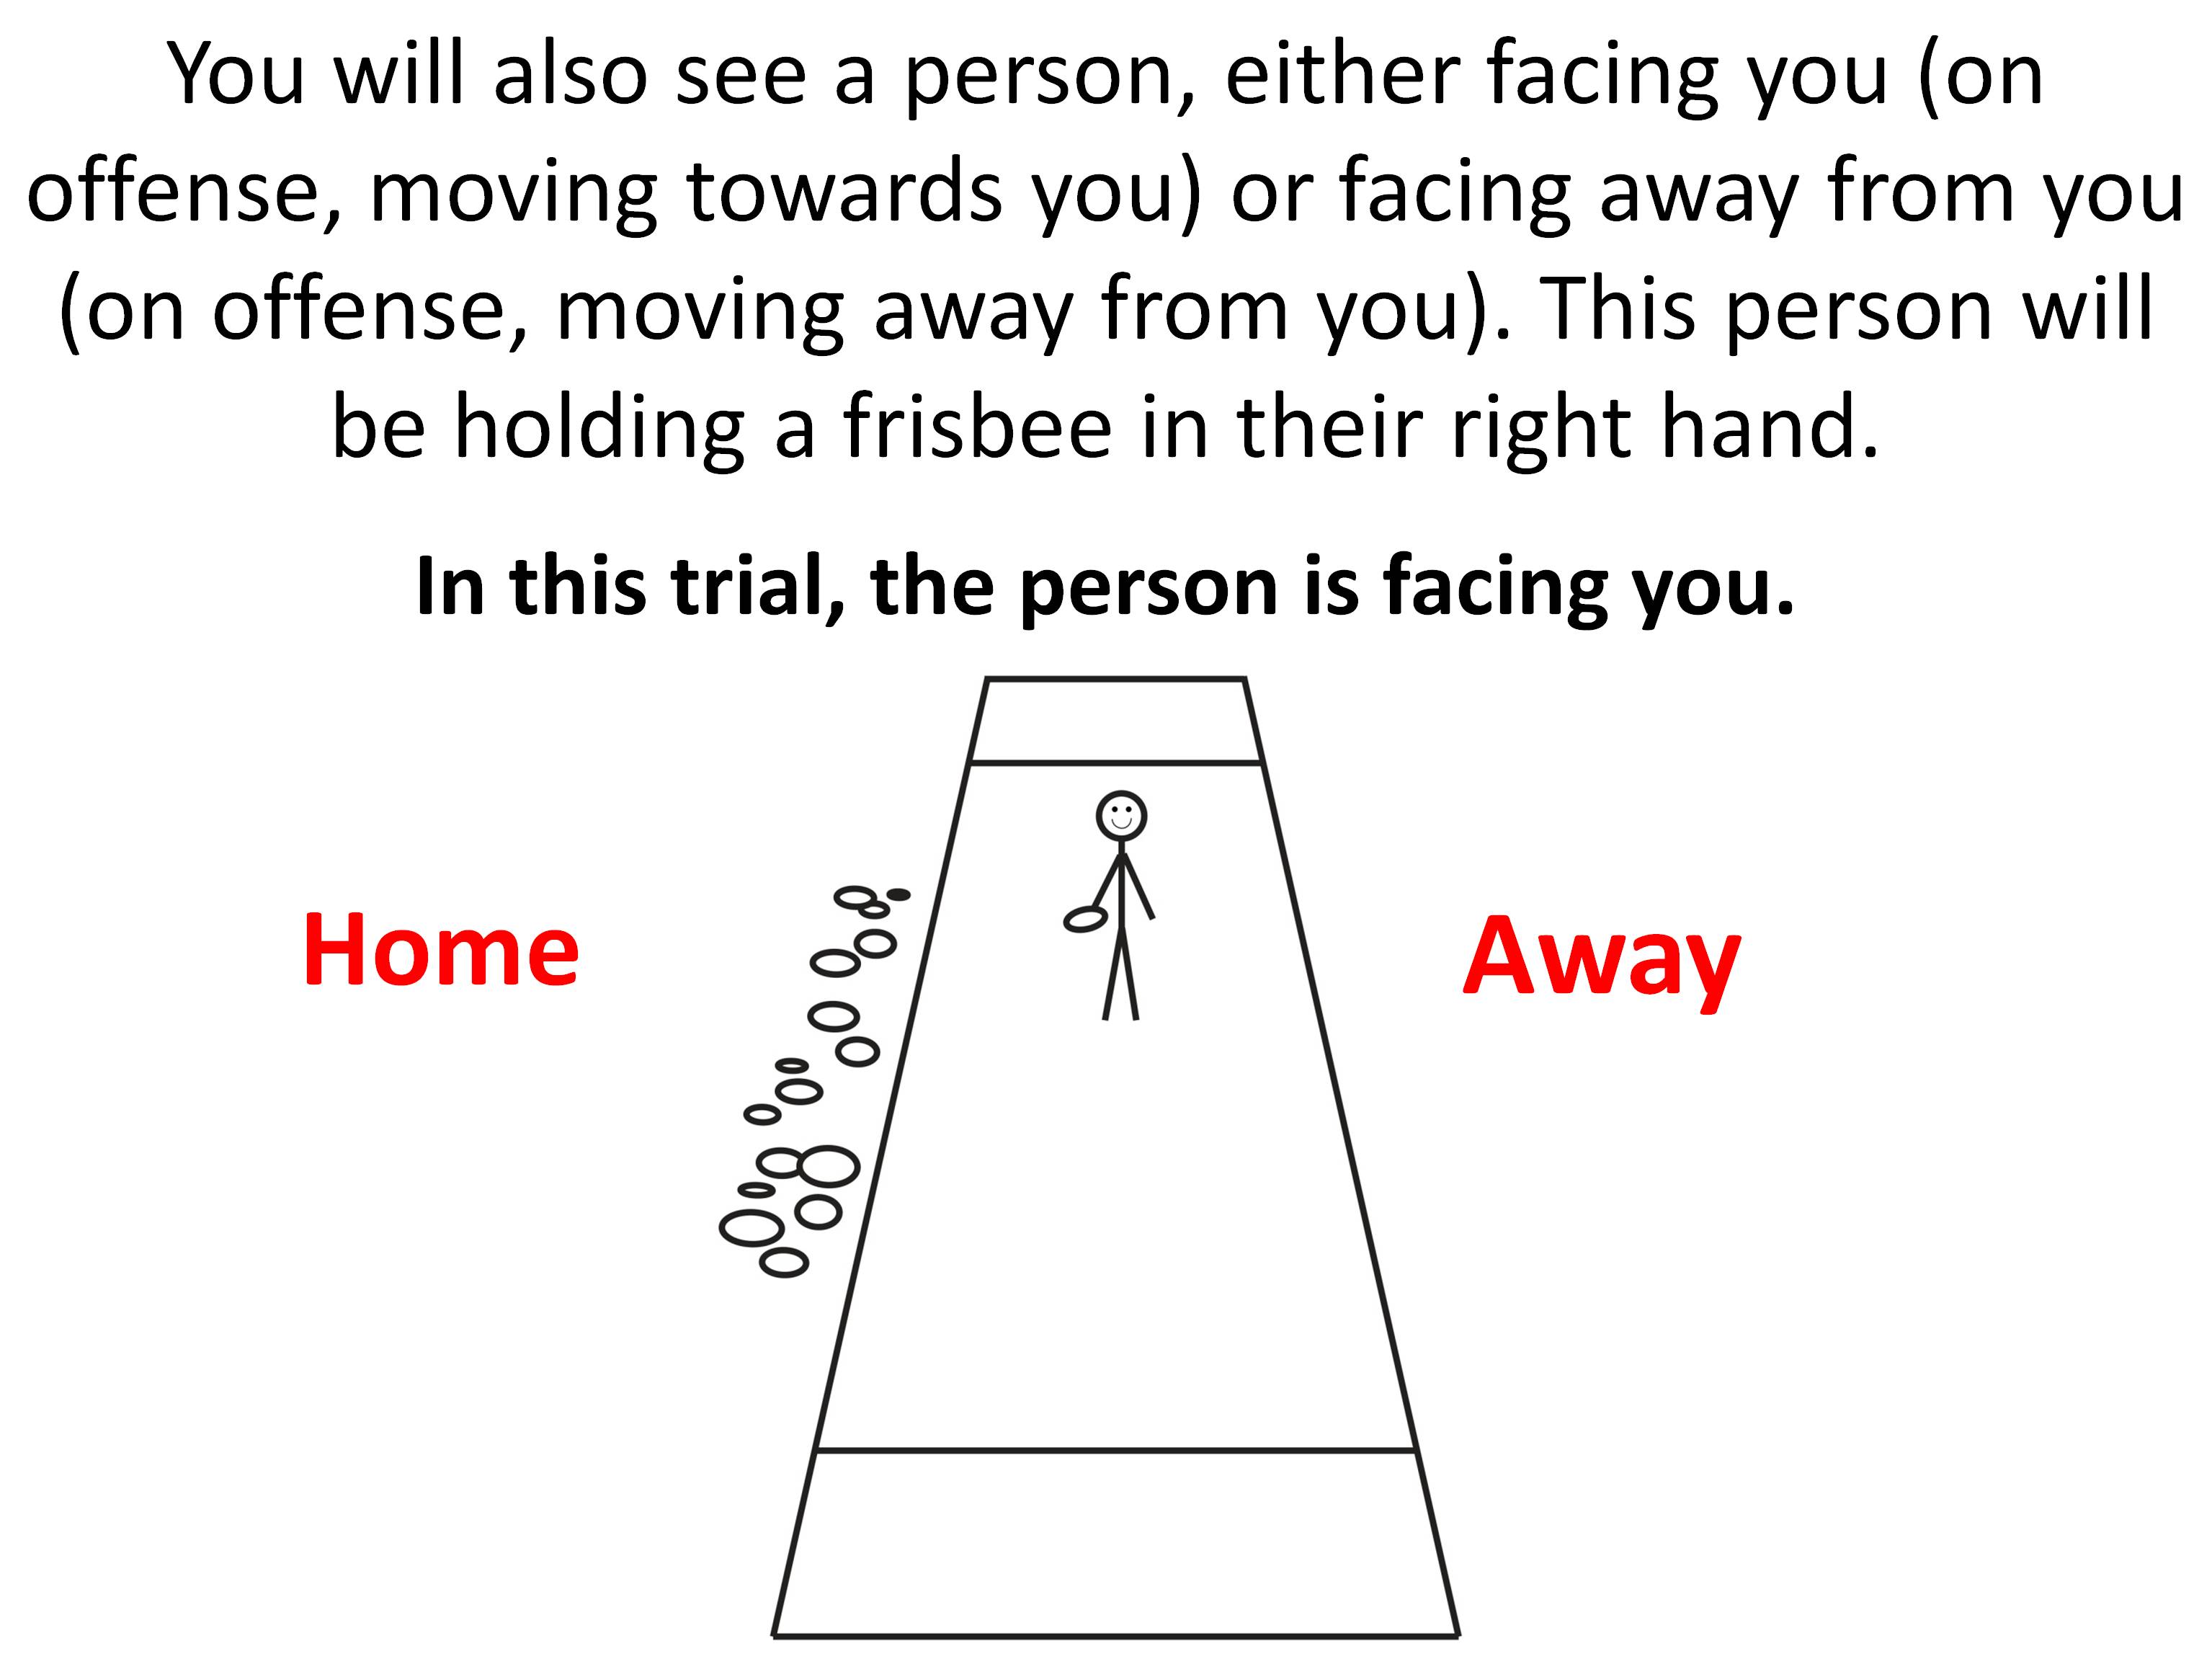 You will also see a person, either facing you (on
offense, moving towards you) or facing away from you
(on offense, moving away from you). This person will
be holding a frisbee in their right hand.
In this trial, the person is facing you.
Home
Away